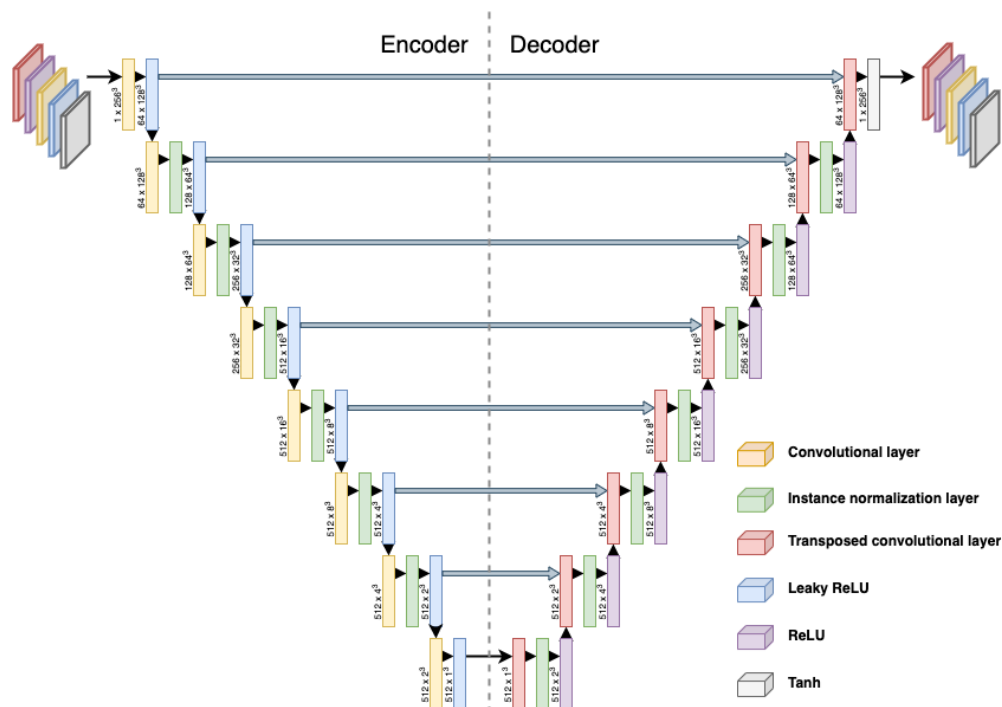 Encoder
Decoder
1 x 256³
64 x 128³
64 x 128³
1 x 256³
64 x 128³
128 x 64³
128 x 64³
64 x 128³
128 x 64³
256 x 32³
256 x 32³
128 x 64³
256 x 32³
512 x 16³
512 x 16³
256 x 32³
512 x 16³
512 x 8³
512 x 8³
512 x 16³
512 x 8³
512 x 4³
512 x 4³
512 x 8³
512 x 4³
512 x 2³
512 x 2³
512 x 4³
512 x 2³
512 x 1³
512 x 1³
512 x 2³
Convolutional layer
Instance normalization layer
Transposed convolutional layer
Leaky ReLU
ReLU
Tanh